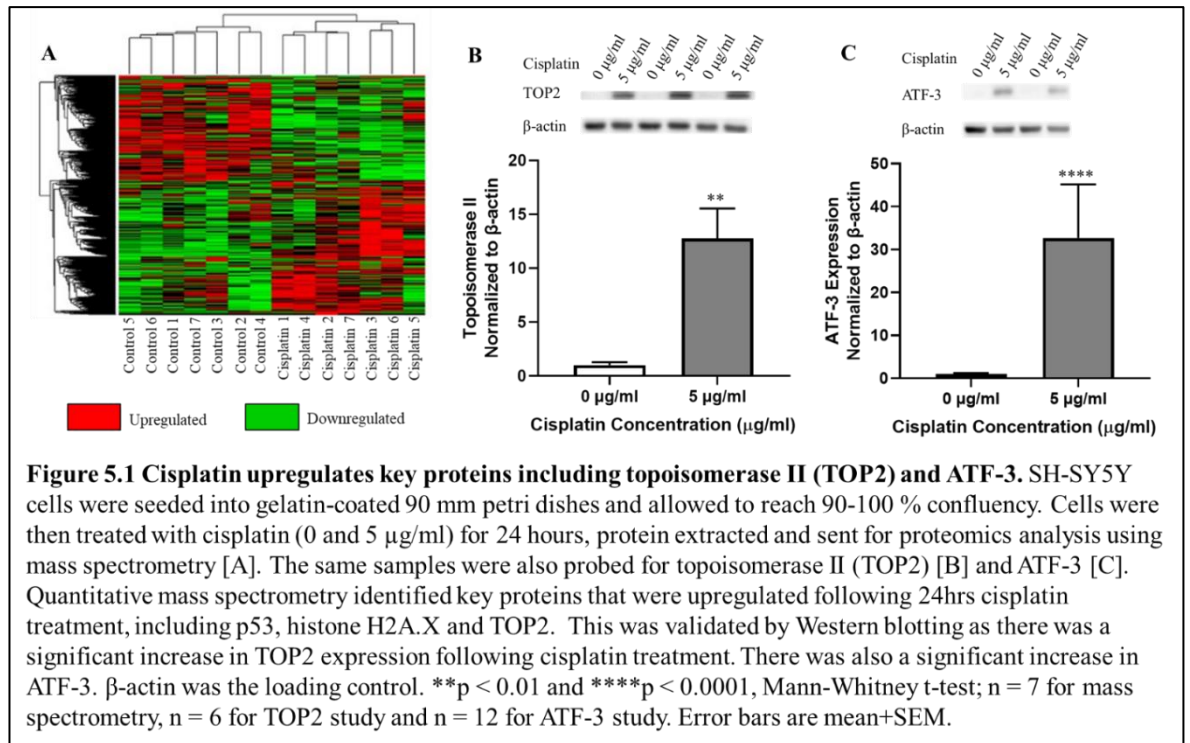 A
Control 5
Control 6
Control 1
Control 7
Control 3
Control 2
Control 4
Cisplatin 1
Cisplatin 4
Cisplatin 2
Cisplatin 7
Cisplatin 3
Cisplatin 6
Cisplatin 5
Upregulated
Downregulated
B
Cisplatin
0 µg/ml
5 µg/ml
0 µg/ml
5 µg/ml
0 µg/ml
5 µg/ml
TOP2
β-actin
Topoisomerase II
Normalized to β-actin
20
15
10
5
0
**
0 µg/ml
5 µg/ml
Cisplatin Concentration (µg/ml)
C
Cisplatin
0 µg/ml
5 µg/ml
0 µg/ml
5 µg/ml
ATF-3
β-actin
ATF-3 Expression
Normalized to β-actin
50
40
30
20
10
0
****
0 µg/ml
5 µg/ml
Cisplatin Concentration (µg/ml)
Figure 5.1 Cisplatin upregulates key proteins including topoisomerase II (TOP2) and ATF-3. SH-SY5Y
cells were seeded into gelatin-coated 90 mm petri dishes and allowed to reach 90-100 % confluency. Cells were
then treated with cisplatin (0 and 5 µg/ml) for 24 hours, protein extracted and sent for proteomics analysis using
mass spectrometry [A]. The same samples were also probed for topoisomerase II (TOP2) [B] and ATF-3 [C].
Quantitative mass spectrometry identified key proteins that were upregulated following 24hrs cisplatin
treatment, including p53, histone H2A.X and TOP2. This was validated by Western blotting as there was a
significant increase in TOP2 expression following cisplatin treatment. There was also a significant increase in
ATF-3. β-actin was the loading control. **p < 0.01 and ****p < 0.0001, Mann-Whitney t-test; n = 7 for mass
spectrometry, n = 6 for TOP2 study and n = 12 for ATF-3 study. Error bars are mean+SEM.